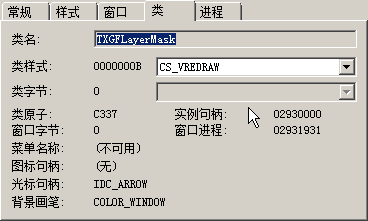 常规 样式 窗口 类 进程
类名: TXGFLayerMask
类样式: 0000000B CS_VREDRAW
类字节: 0
类原子: C337 实例句柄: 02930000
窗口字节: 0 窗口进程: 02931931
菜单名称: (不可用)
图标句柄: (无)
光标句柄: IDC_ARROW
背景画笔: COLOR_WINDOW